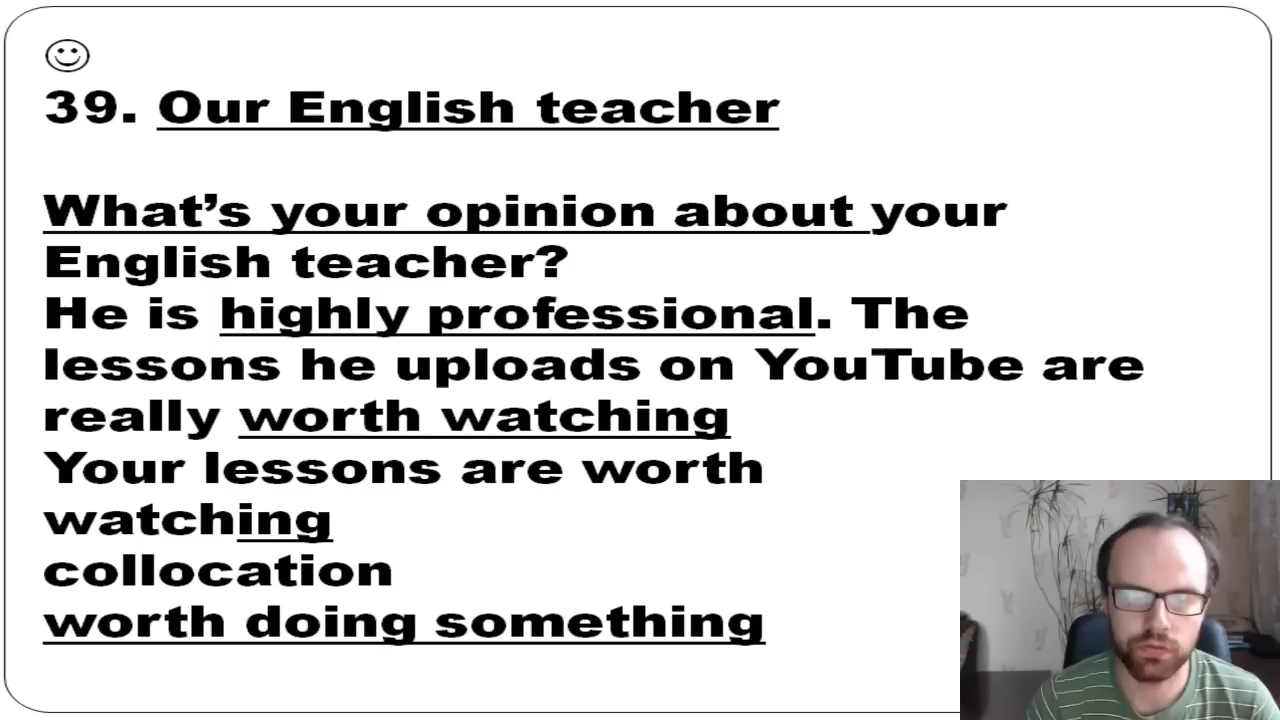 39. Our English teacher
What’s your opinion about your
English teacher?
He is highly professional. The
lessons he uploads on YouTube are
really worth watching
Your lessons are worth
watching
collocation
worth doing something